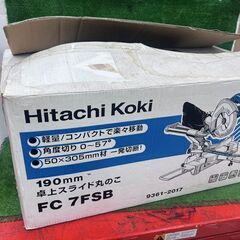 Hitachi Koki
軽量/コンパクトで楽々移動
角度切り 0～57°
50×305mm材 一発切断!
190mm
卓上スライド丸のこ
FC 7FSB
9361-2017